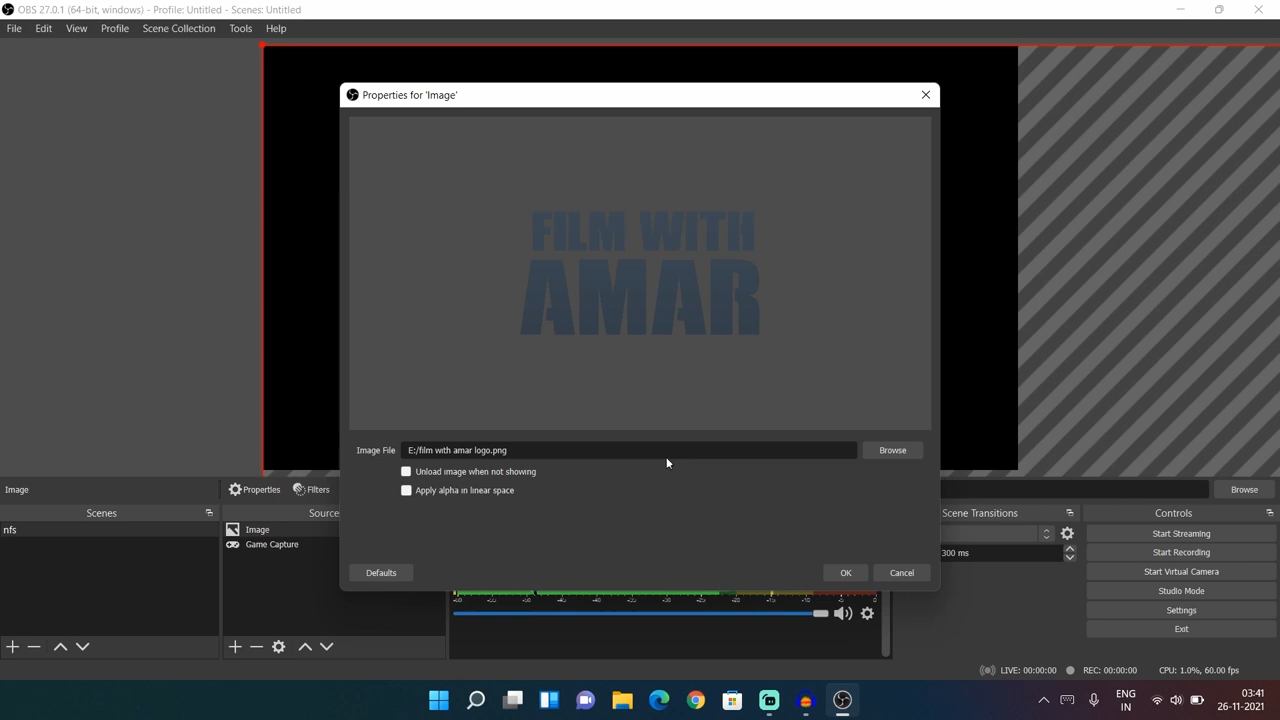 OBS 27.0.1 (64-bit, windows) - Profile: Untitled - Scenes: Untitled
File Edit View Profile Scene Collection Tools Help
Properties for 'Image'
FILM WITH
AMAR
Image File E:/film with amar logo.png Browse
Unload image when not showing
Apply alpha in linear space
Defaults OK Cancel
Image Properties Filters Browse
Scenes Source Scene Transitions Controls
nfs
Image
Game Capture
300 ms
Start Streaming
Start Recording
Start Virtual Camera
Studio Mode
Settings
Exit
LIVE: 00:00:00 REC: 00:00:00 CPU: 1.0%, 60.00 fps
ENG
IN
03:41
26-11-2021